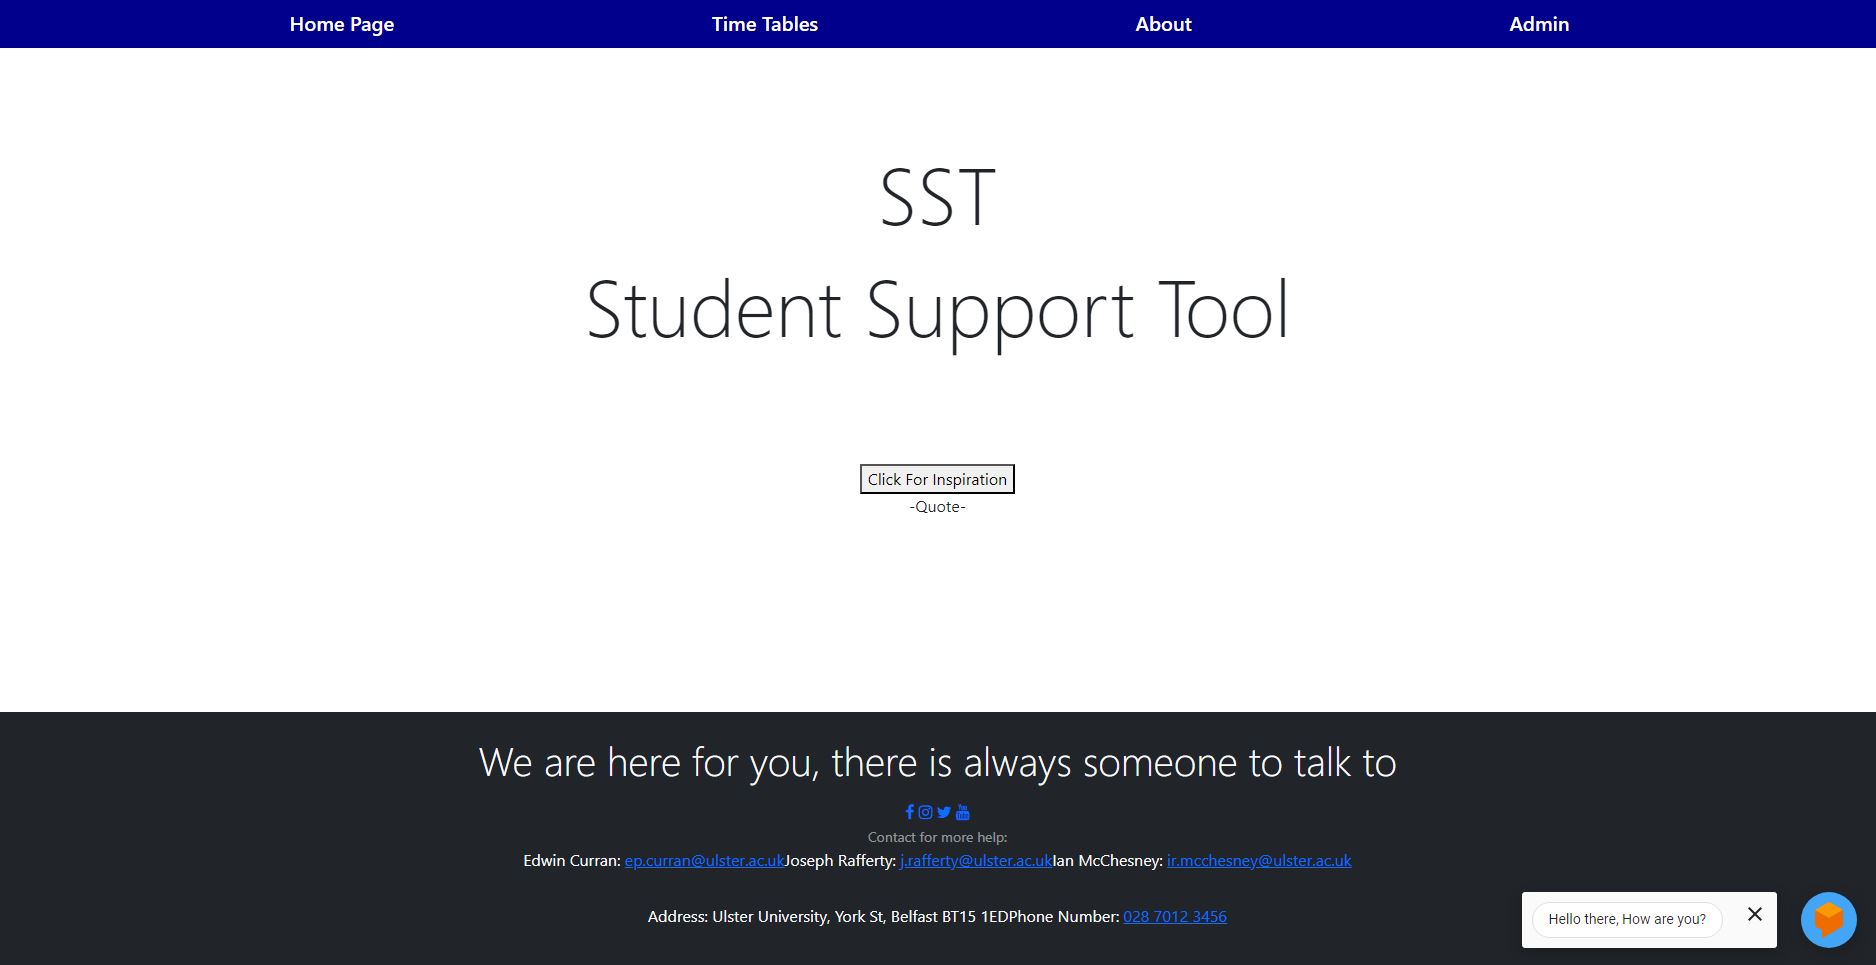 Home Page Time Tables About Admin
SST
Student Support Tool
Click For Inspiration
-Quote-
We are here for you, there is always someone to talk to
Contact for more help:
Edwin Curran: ep.curran@ulster.ac.ukJoseph Rafferty: j.rafferty@ulster.ac.ukIan McChesney: ir.mcchesney@ulster.ac.uk
Address: Ulster University, York St, Belfast BT15 1EDPhone Number: 028 7012 3456
Hello there, How are you?